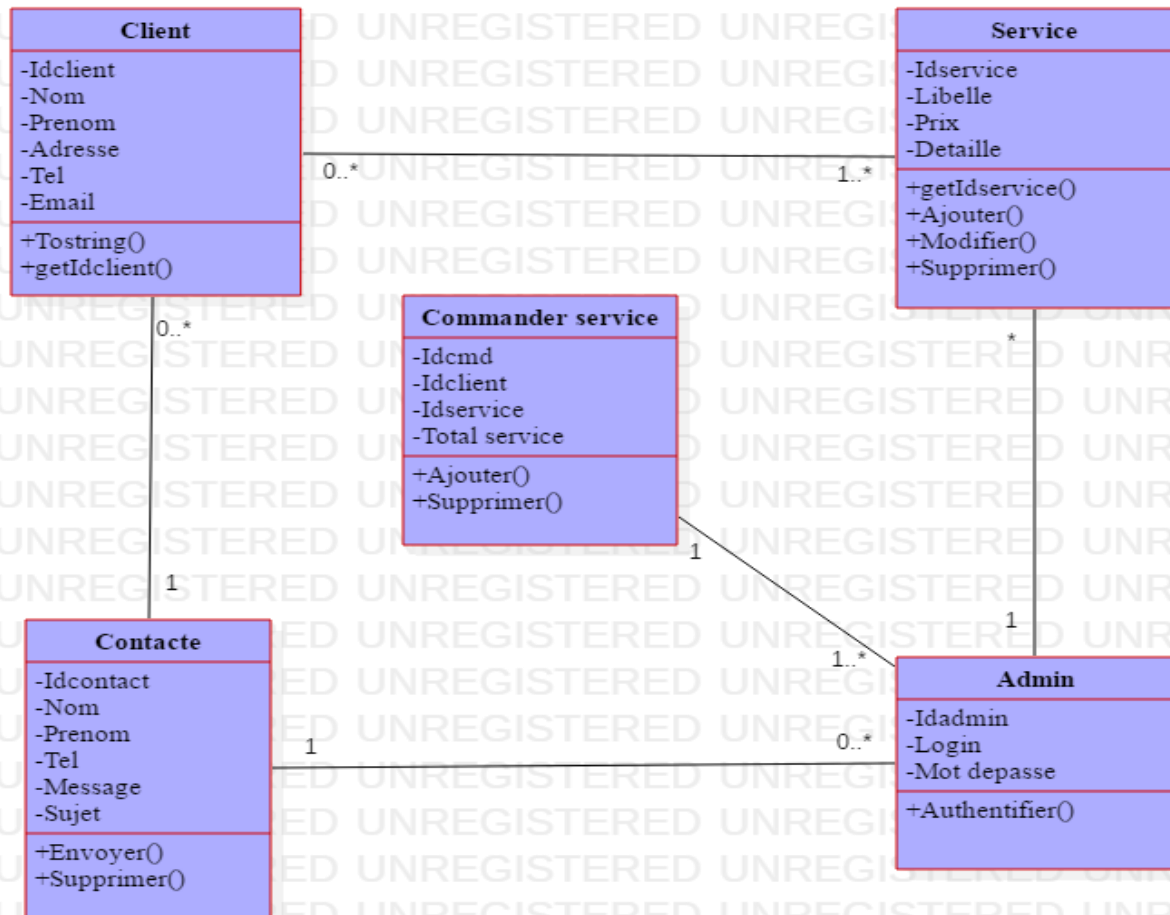 Client
-Idclient
-Nom
-Prenom
-Adresse
-Tel
-Email
+Tostring()
+getIdclient()
Service
-Idservice
-Libelle
-Prix
-Detaille
+getIdservice()
+Ajouter()
+Modifier()
+Supprimer()
0..*
1..*
0..*
1
Commander service
-Idcmd
-Idclient
-Idservice
-Total service
+Ajouter()
+Supprimer()
1
1..*
*
1
Contacte
-Idcontact
-Nom
-Prenom
-Tel
-Message
-Sujet
+Envoyer()
+Supprimer()
1
0..*
Admin
-Idadmin
-Login
-Mot depasse
+Authentifier()
UNREGISTERED